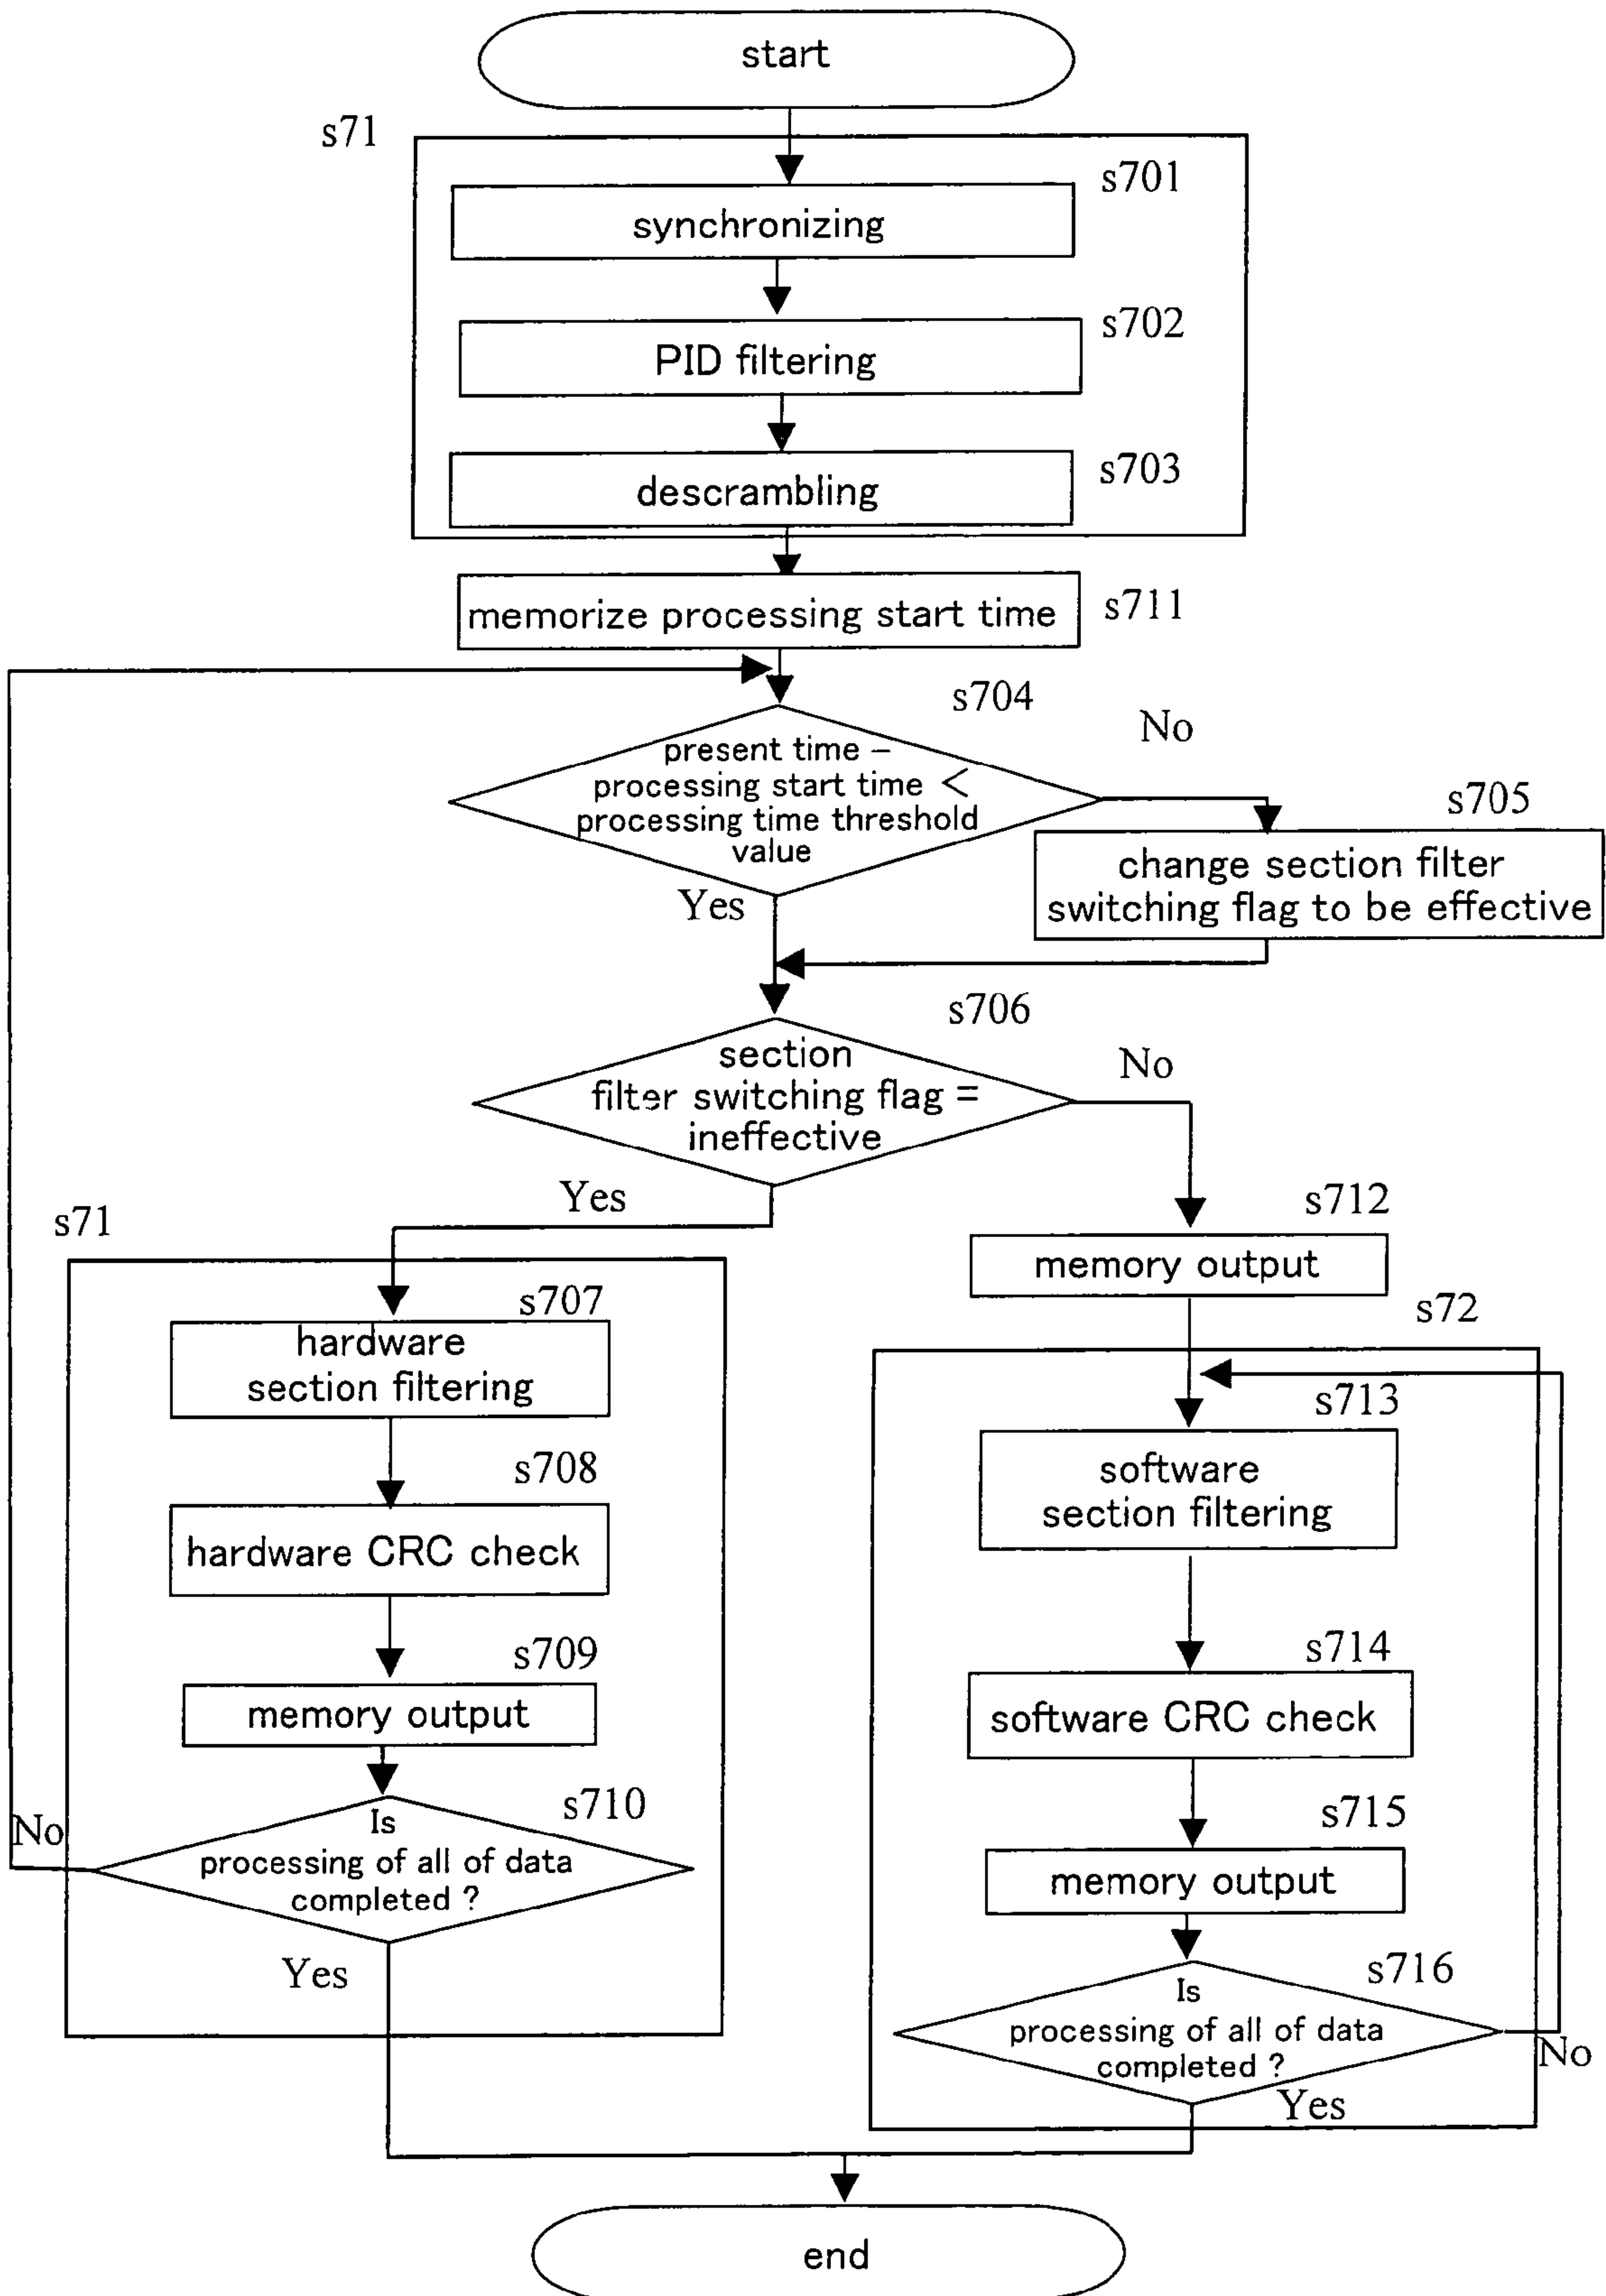 start
s71
s701
synchronizing
s702
PID filtering
s703
descrambling
memorize processing start time
s711
s704
No
present time –
processing start time <
processing time threshold
value
s705
change section filter
switching flag to be effective
Yes
s706
section
filter switching flag =
ineffective
No
Yes
s71
s712
memory output
s72
s707
hardware
section filtering
s713
software
section filtering
s708
hardware CRC check
s709
memory output
s714
software CRC check
s710
Is
processing of all of data
completed ?
No
Yes
s715
memory output
s716
Is
processing of all of data
completed ?
No
Yes
end